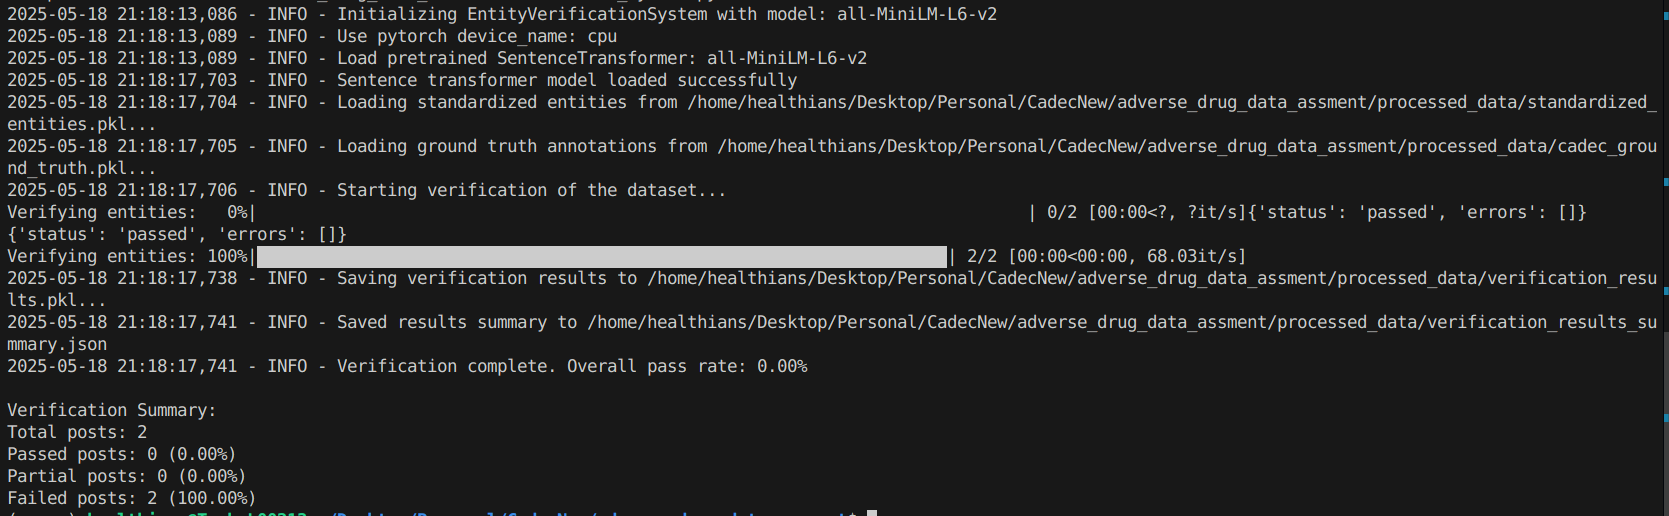 2025-05-18 21:18:13,086 - INFO - Initializing EntityVerificationSystem with model: all-MiniLM-L6-v2
2025-05-18 21:18:13,089 - INFO - Use pytorch device_name: cpu
2025-05-18 21:18:13,089 - INFO - Load pretrained SentenceTransformer: all-MiniLM-L6-v2
2025-05-18 21:18:17,703 - INFO - Sentence transformer model loaded successfully
2025-05-18 21:18:17,704 - INFO - Loading standardized entities from /home/healthians/Desktop/Personal/CadecNew/adverse_drug_data_assment/processed_data/standardized_
entities.pkl...
2025-05-18 21:18:17,705 - INFO - Loading ground truth annotations from /home/healthians/Desktop/Personal/CadecNew/adverse_drug_data_assment/processed_data/cadec_grou
nd_truth.pkl...
2025-05-18 21:18:17,706 - INFO - Starting verification of the dataset...
Verifying entities:   0%|                                                                             | 0/2 [00:00<?, ?it/s]{'status': 'passed', 'errors': []}
{'status': 'passed', 'errors': []}
Verifying entities: 100%|█████████████████████████████████████████████████████████████████████| 2/2 [00:00<00:00, 68.03it/s]
2025-05-18 21:18:17,738 - INFO - Saving verification results to /home/healthians/Desktop/Personal/CadecNew/adverse_drug_data_assment/processed_data/verification_resu
lts.pkl...
2025-05-18 21:18:17,741 - INFO - Saved results summary to /home/healthians/Desktop/Personal/CadecNew/adverse_drug_data_assment/processed_data/verification_results_su
mmary.json
2025-05-18 21:18:17,741 - INFO - Verification complete. Overall pass rate: 0.00%
Verification Summary:
Total posts: 2
Passed posts: 0 (0.00%)
Partial posts: 0 (0.00%)
Failed posts: 2 (100.00%)